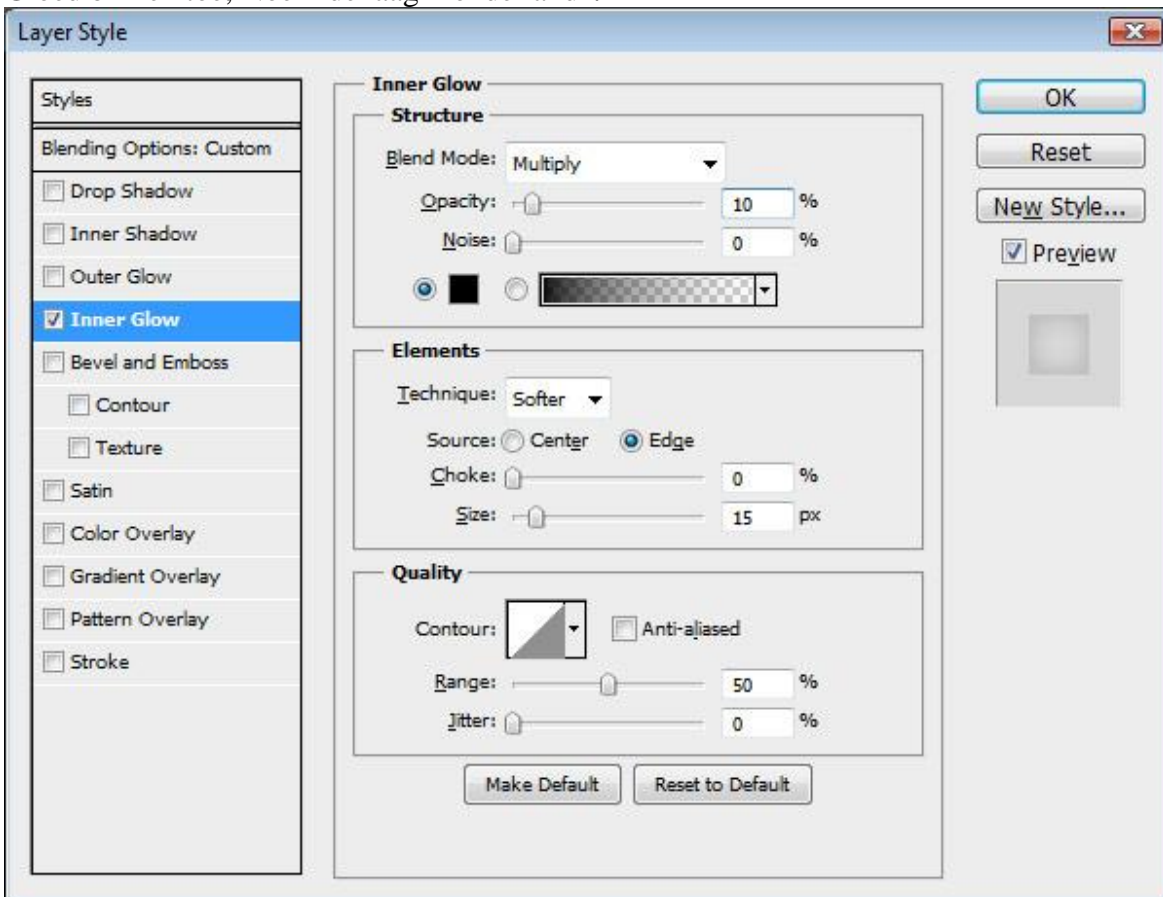 Layer Style
Styles
Blending Options: Custom
Drop Shadow
Inner Shadow
Outer Glow
Inner Glow
Bevel and Emboss
Contour
Texture
Satin
Color Overlay
Gradient Overlay
Pattern Overlay
Stroke
Inner Glow
Structure
Blend Mode: Multiply
Opacity: 10 %
Noise: 0 %
Elements
Technique: Softer
Source: Center Edge
Choke: 0 %
Size: 15 px
Quality
Contour: Anti-aliased
Range: 50 %
Jitter: 0 %
Make Default Reset to Default
OK
Reset
New Style...
Preview